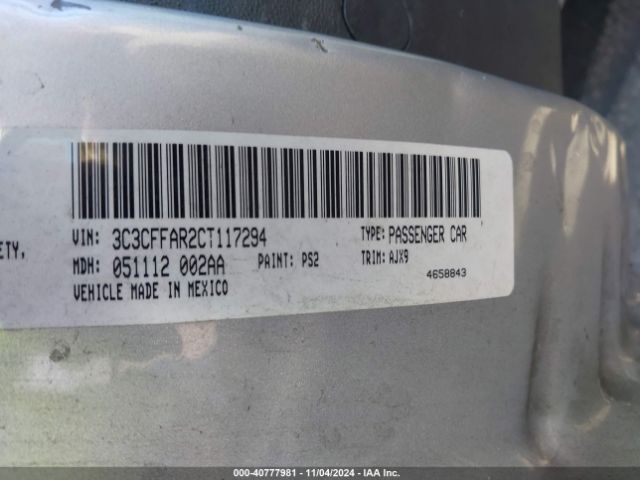 VIN: 3C3CFFAR2CT117294 TYPE: PASSENGER CAR
ETY, MDH: 051112 002AA PAINT: PS2 TRIM: AJX9
VEHICLE MADE IN MEXICO 4658843
000-40777981 - 11/04/2024 - IAA Inc.